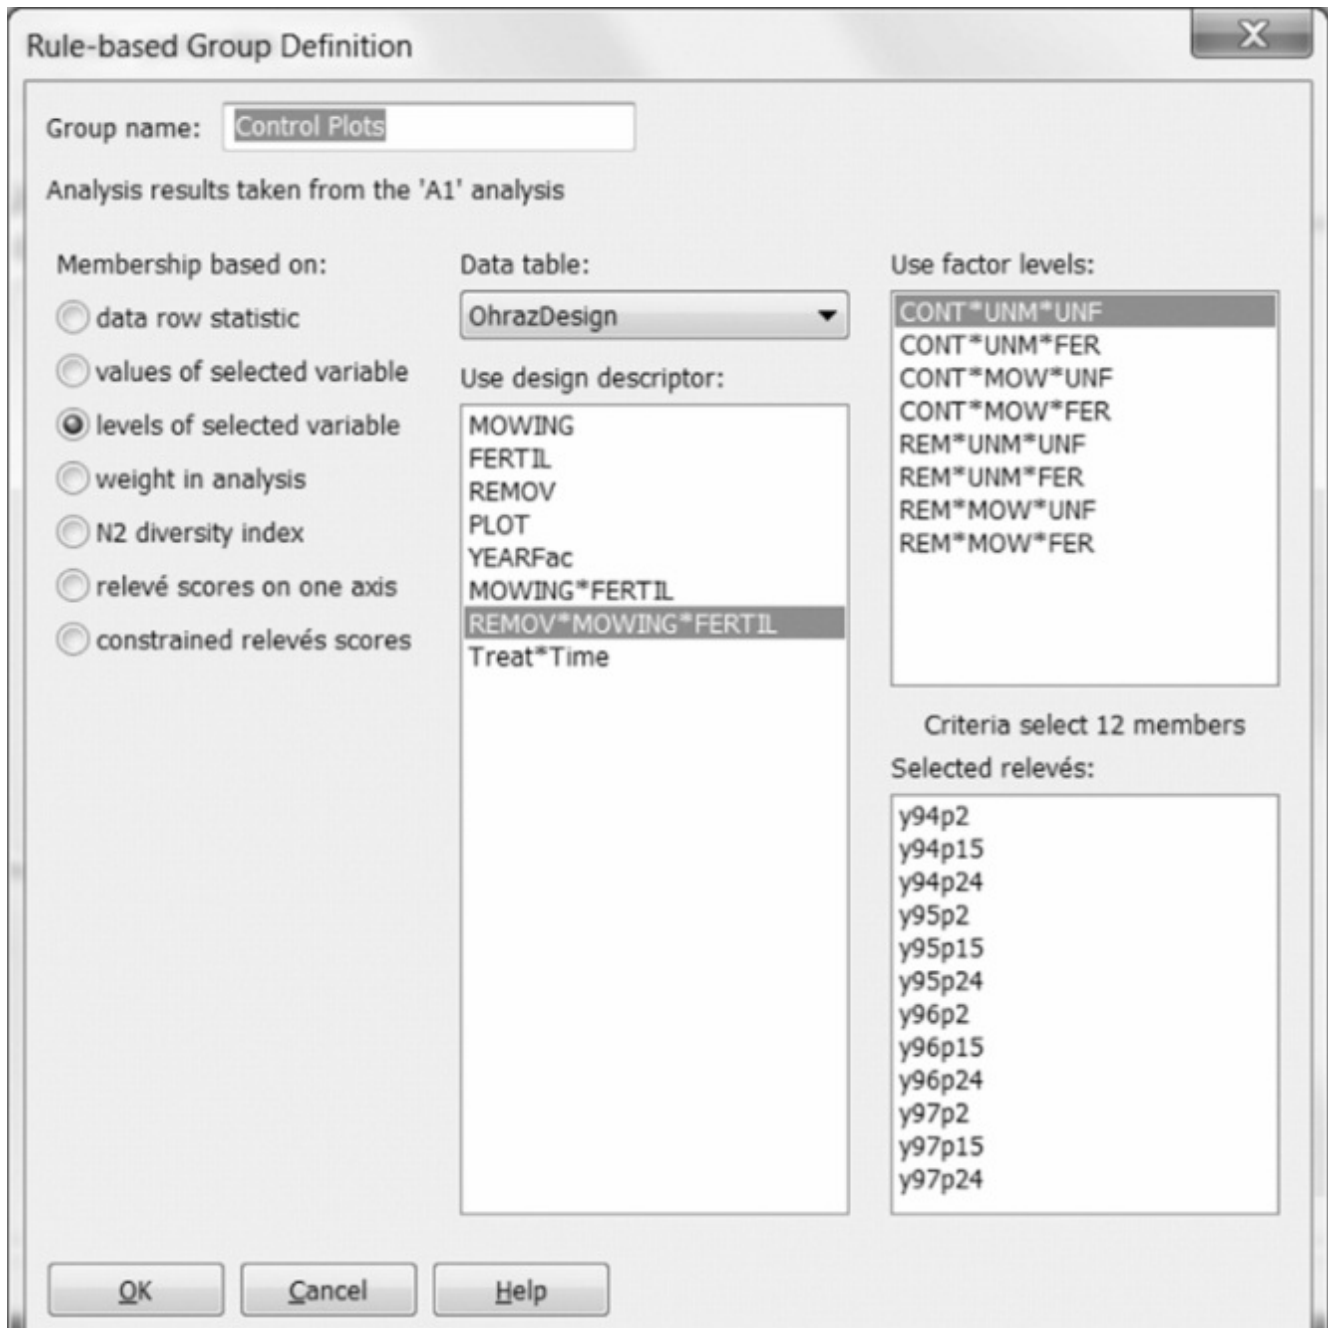 Rule-based Group Definition
Group name: Control Plots
Analysis results taken from the 'A1' analysis
Membership based on:
data row statistic
values of selected variable
levels of selected variable
weight in analysis
N2 diversity index
relevé scores on one axis
constrained relevés scores
Data table:
OhrazDesign
Use design descriptor:
MOWING
FERTIL
REMOV
PLOT
YEARFac
MOWING*FERTIL
REMOV*MOWING*FERTIL
Treat*Time
Use factor levels:
CONT*UNM*UNF
CONT*UNM*FER
CONT*MOW*UNF
CONT*MOW*FER
REM*UNM*UNF
REM*UNM*FER
REM*MOW*UNF
REM*MOW*FER
Criteria select 12 members
Selected relevés:
y94p2
y94p15
y94p24
y95p2
y95p15
y95p24
y96p2
y96p15
y96p24
y97p2
y97p15
y97p24
OK
Cancel
Help